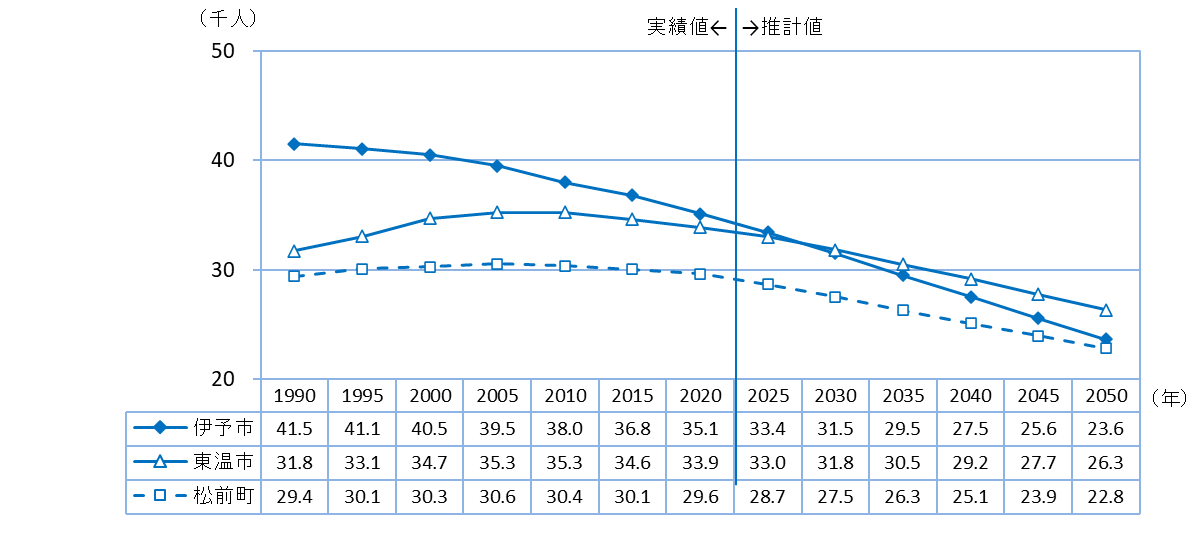 （千人）
実績値← →推計値
50
40
30
20
1990 1995 2000 2005 2010 2015 2020 2025 2030 2035 2040 2045 2050 （年）
伊予市 41.5 41.1 40.5 39.5 38.0 36.8 35.1 33.4 31.5 29.5 27.5 25.6 23.6
東温市 31.8 33.1 34.7 35.3 35.3 34.6 33.9 33.0 31.8 30.5 29.2 27.7 26.3
松前町 29.4 30.1 30.3 30.6 30.4 30.1 29.6 28.7 27.5 26.3 25.1 23.9 22.8